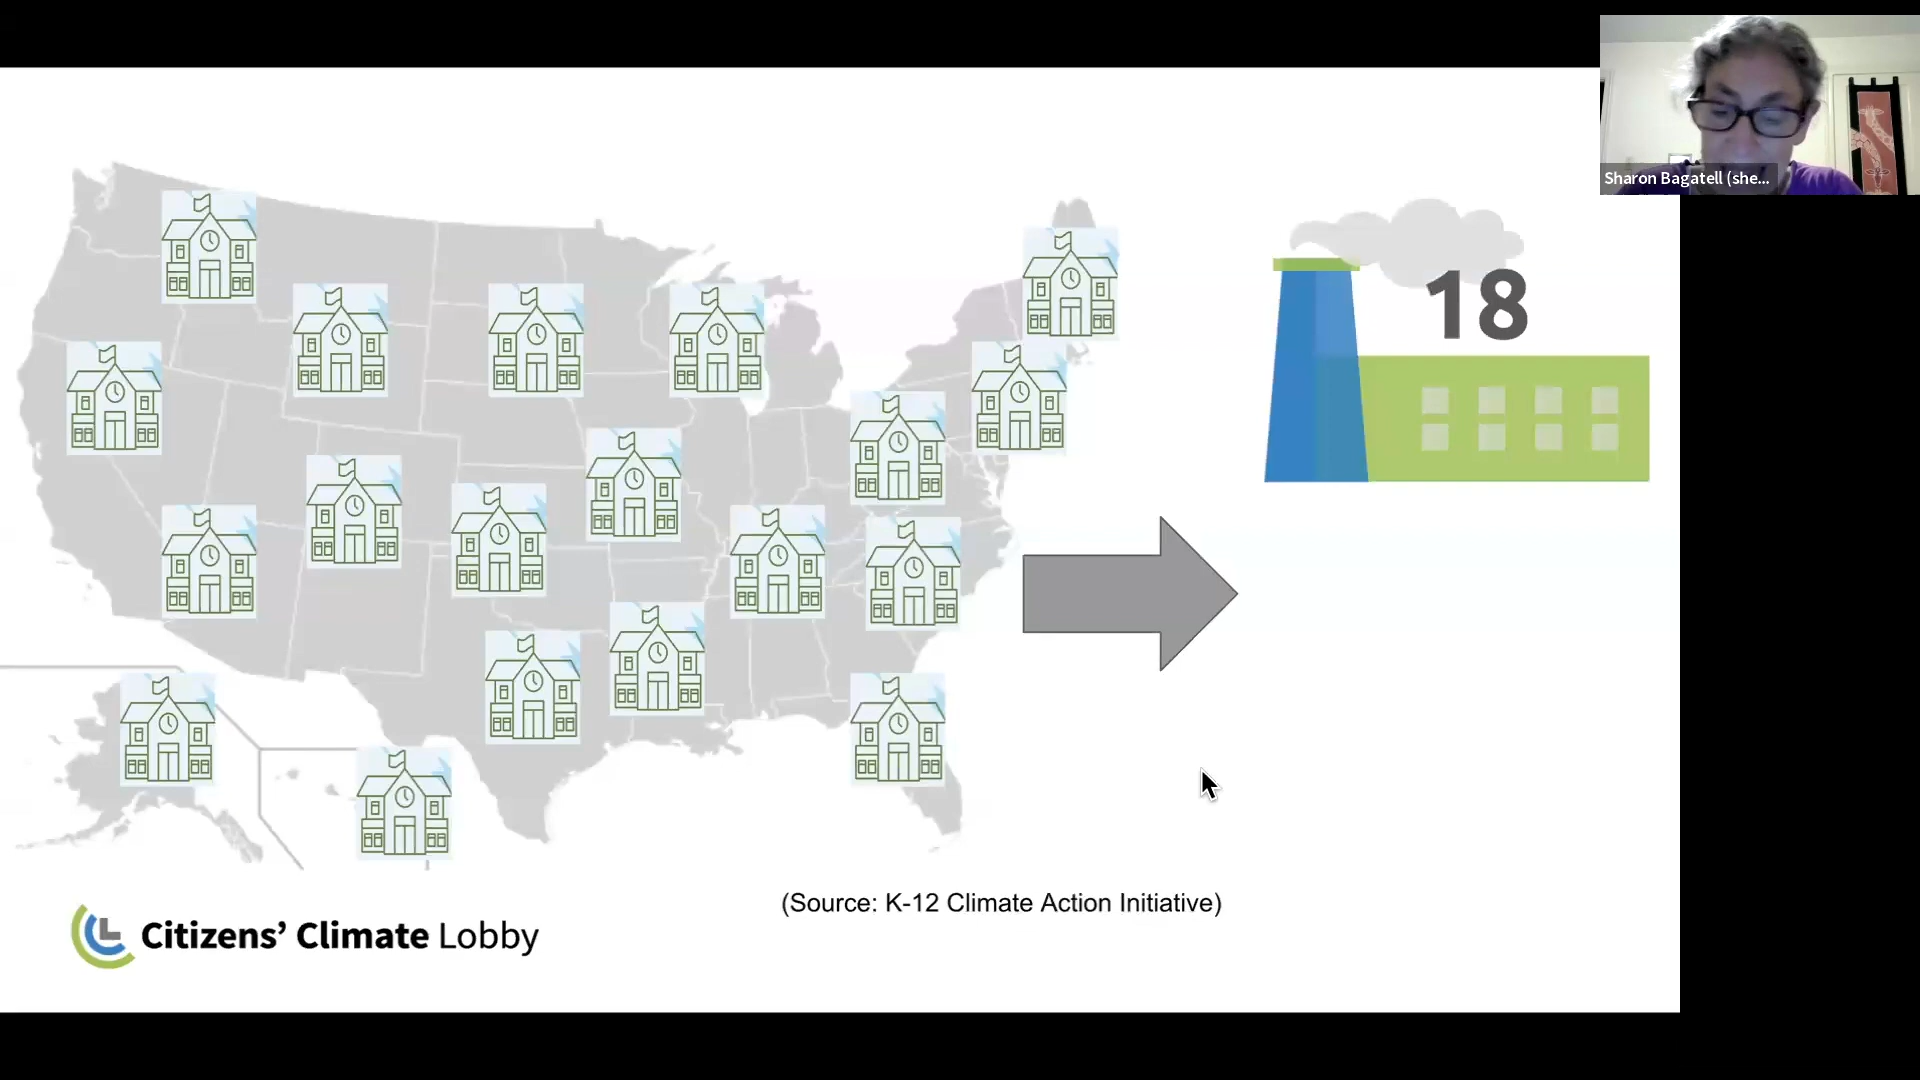 Sharon Bagatell (she...
18
(Source: K-12 Climate Action Initiative)
Citizens’ Climate Lobby